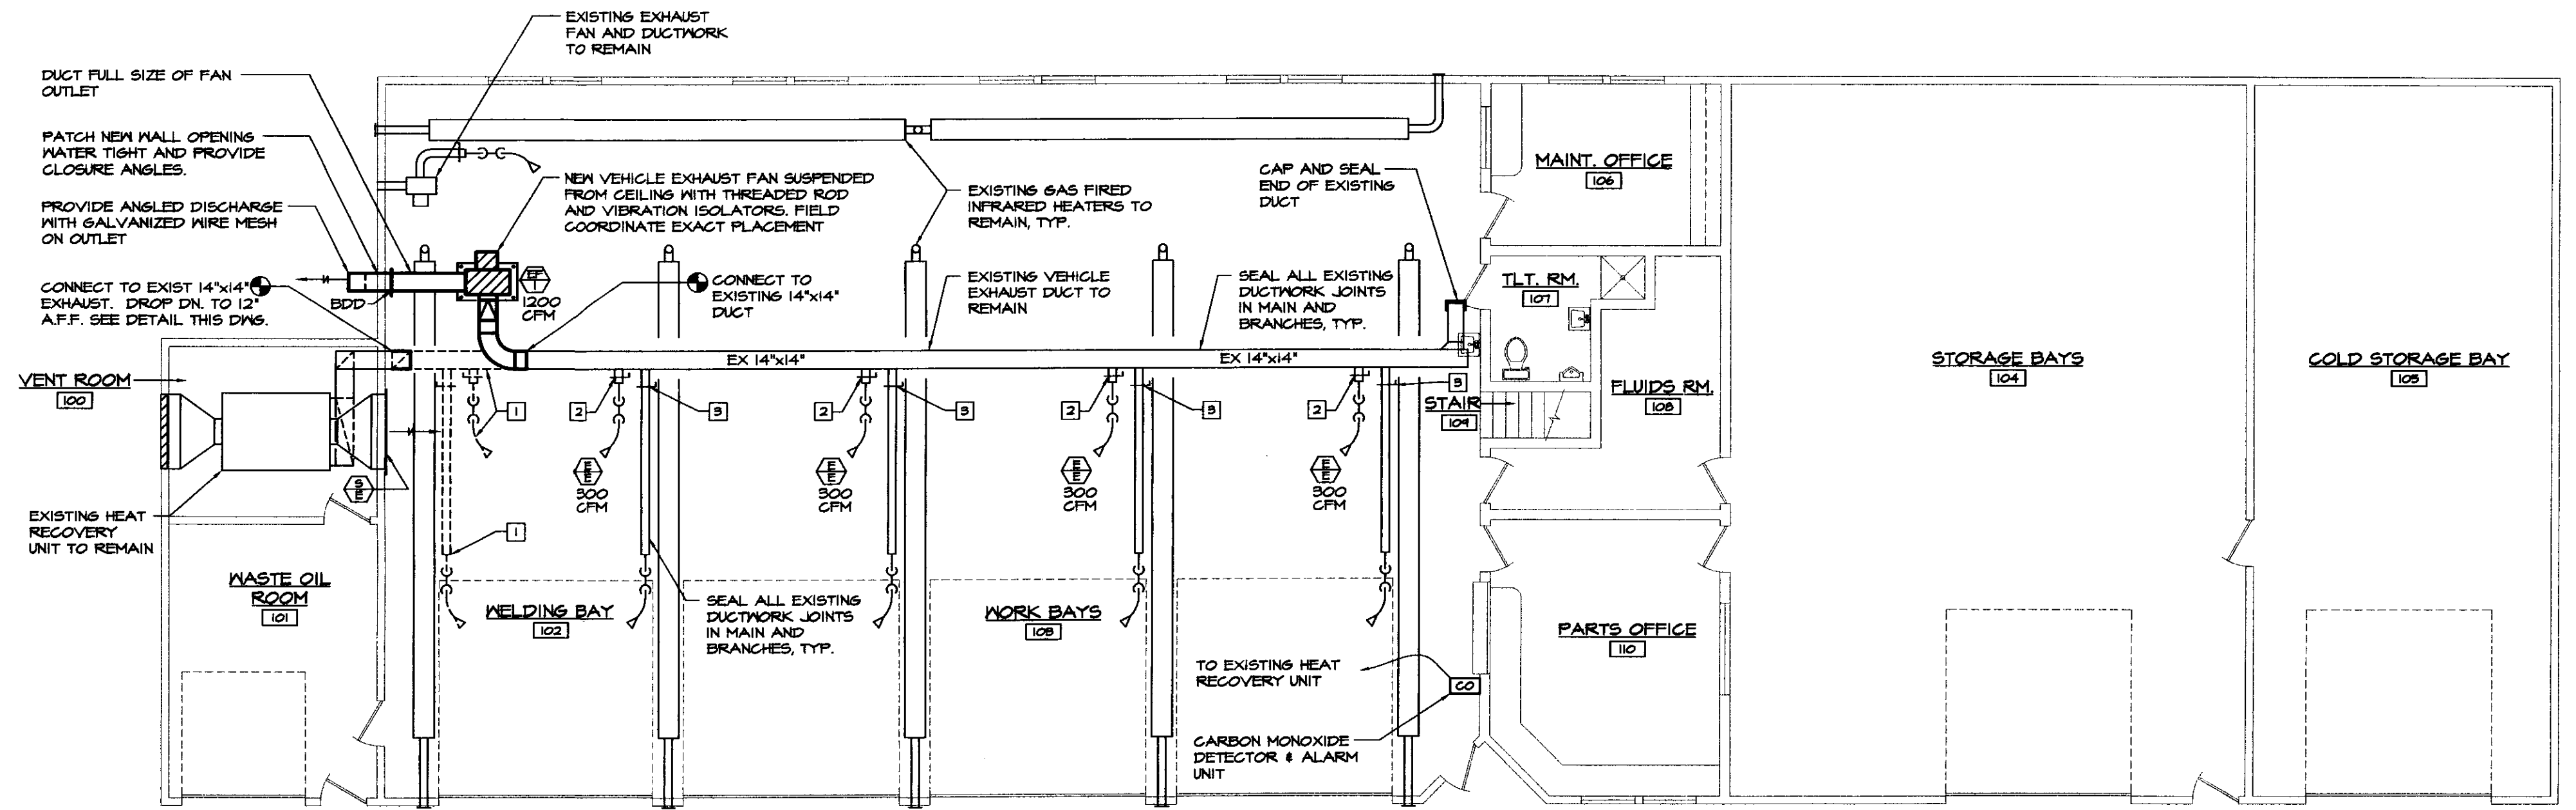 EXISTING EXHAUST
FAN AND DUCTWORK
TO REMAIN
DUCT FULL SIZE OF FAN
OUTLET
PATCH NEW WALL OPENING
WATER TIGHT AND PROVIDE
CLOSURE ANGLES.
PROVIDE ANGLED DISCHARGE
WITH GALVANIZED WIRE MESH
ON OUTLET
CONNECT TO EXIST 14"x14"
EXHAUST. DROP DN. TO 12"
A.F.F. SEE DETAIL THIS DWG.
BDD
NEW VEHICLE EXHAUST FAN SUSPENDED
FROM CEILING WITH THREADED ROD
AND VIBRATION ISOLATORS. FIELD
COORDINATE EXACT PLACEMENT
EF
1
1200
CFM
CONNECT TO
EXISTING 14"x14"
DUCT
EXISTING GAS FIRED
INFRARED HEATERS TO
REMAIN, TYP.
EXISTING VEHICLE
EXHAUST DUCT TO
REMAIN
CAP AND SEAL
END OF EXISTING
DUCT
SEAL ALL EXISTING
DUCTWORK JOINTS
IN MAIN AND
BRANCHES, TYP.
MAINT. OFFICE
106
TLT. RM.
107
EX 14"x14"
EX 14"x14"
VENT ROOM
100
STORAGE BAYS
104
COLD STORAGE BAY
105
FLUIDS RM.
108
STAIR
109
1
2
3
2
3
2
3
2
3
E
E
300
CFM
E
E
300
CFM
E
E
300
CFM
E
E
300
CFM
S
E
EXISTING HEAT
RECOVERY
UNIT TO REMAIN
1
WASTE OIL
ROOM
101
WELDING BAY
102
SEAL ALL EXISTING
DUCTWORK JOINTS
IN MAIN AND
BRANCHES, TYP.
WORK BAYS
103
PARTS OFFICE
110
TO EXISTING HEAT
RECOVERY UNIT
CO
CARBON MONOXIDE
DETECTOR & ALARM
UNIT